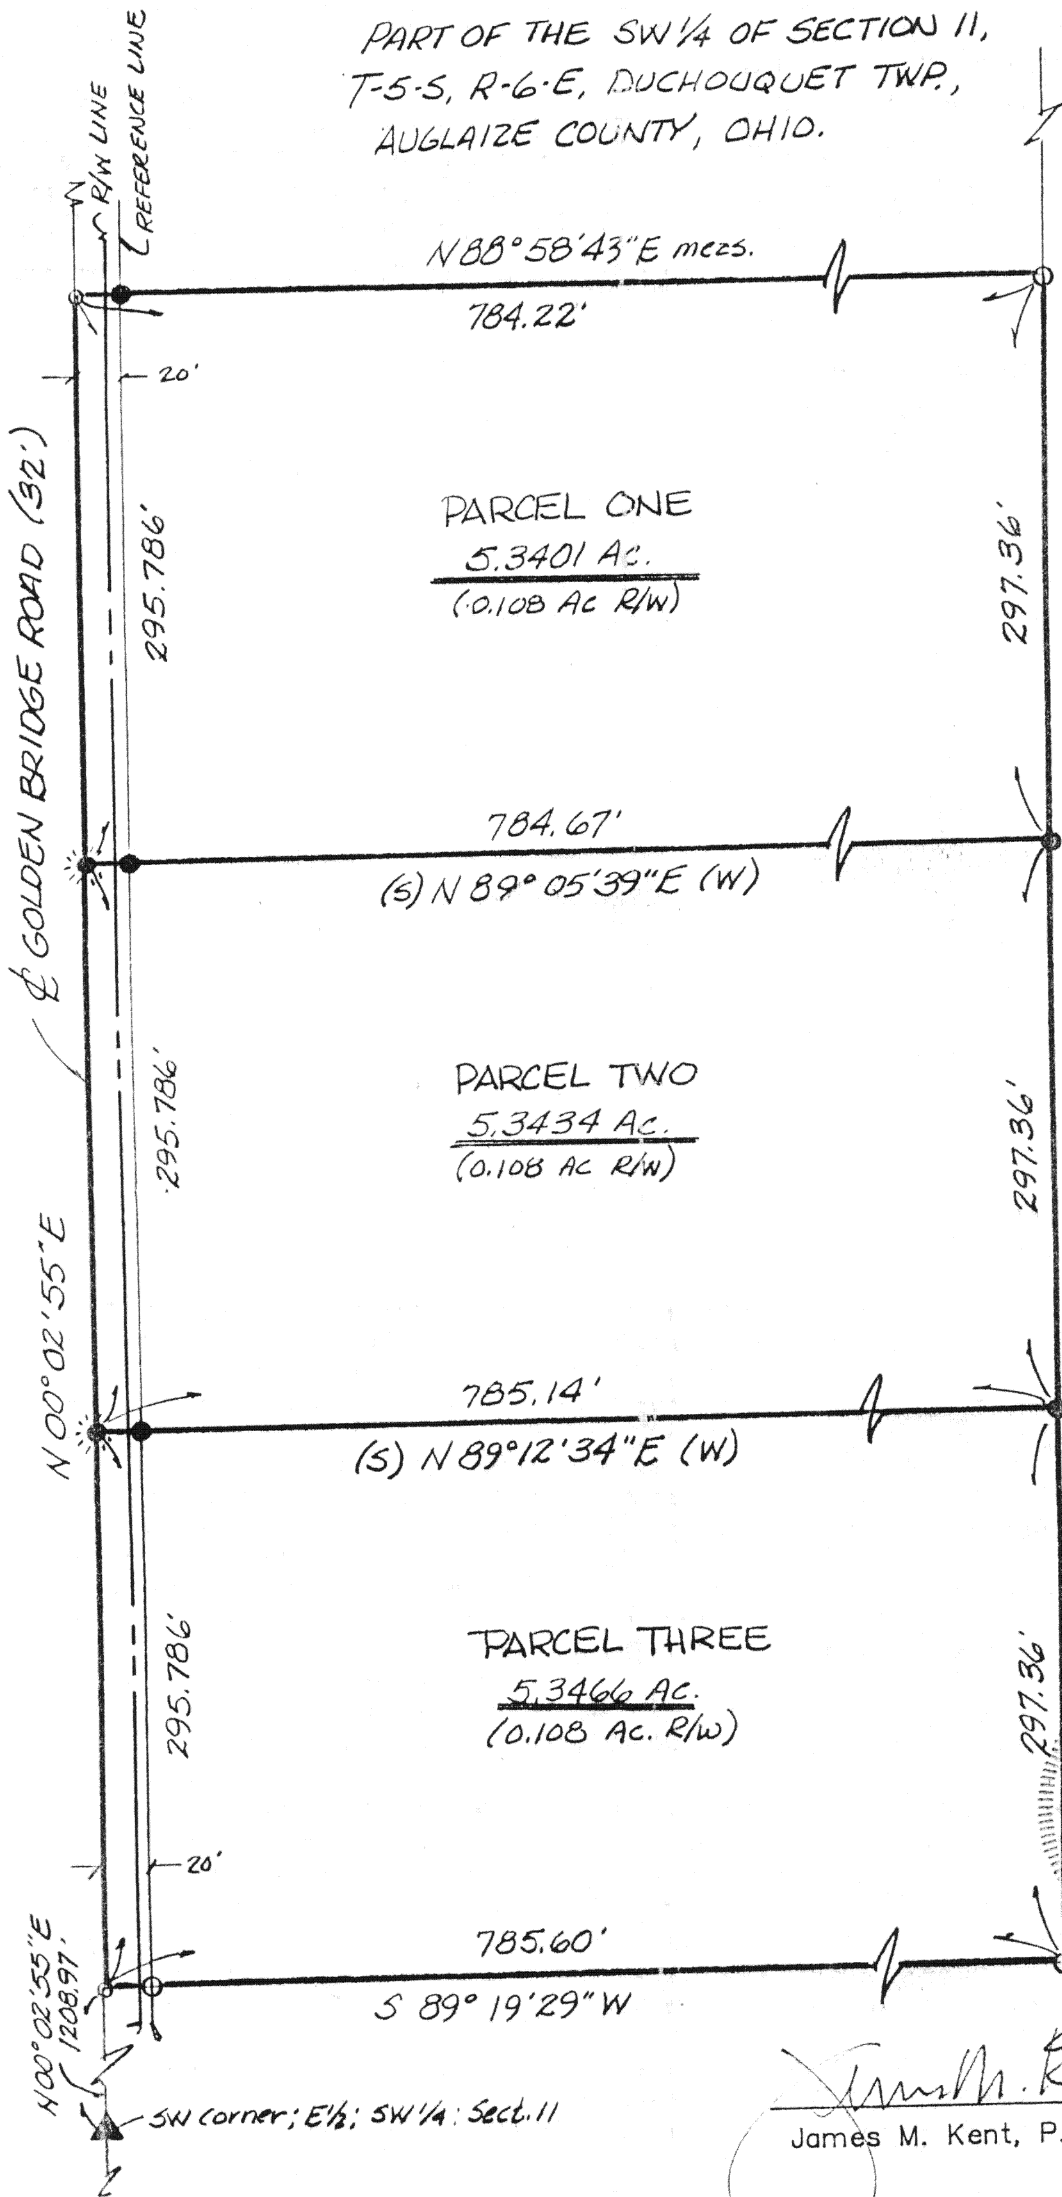 PART OF THE SW 1/4 OF SECTION 11,
T-5-S, R-6-E, DUCHOUQUET TWP.,
AUGLAIZE COUNTY, OHIO.
R/W LINE
REFERENCE LINE
N
N 88° 58' 43" E meas.
784.22'
20'
℄ GOLDEN BRIDGE ROAD (32')
295.786'
PARCEL ONE
5.3401 Ac.
(0.108 AC R/W)
297.36'
784.67'
(S) N 89° 05' 39" E (W)
295.786'
PARCEL TWO
5.3434 Ac.
(0.108 AC R/W)
297.36'
N 00° 02' 55" E
785.14'
(S) N 89° 12' 34" E (W)
295.786'
PARCEL THREE
5.3466 AC.
(0.108 AC. R/W)
297.36'
20'
785.60'
S 89° 19' 29" W
N 00° 02' 55" E
1208.97'
SW corner; E 1/2; SW 1/4; Sect. 11
James M. Kent, P.